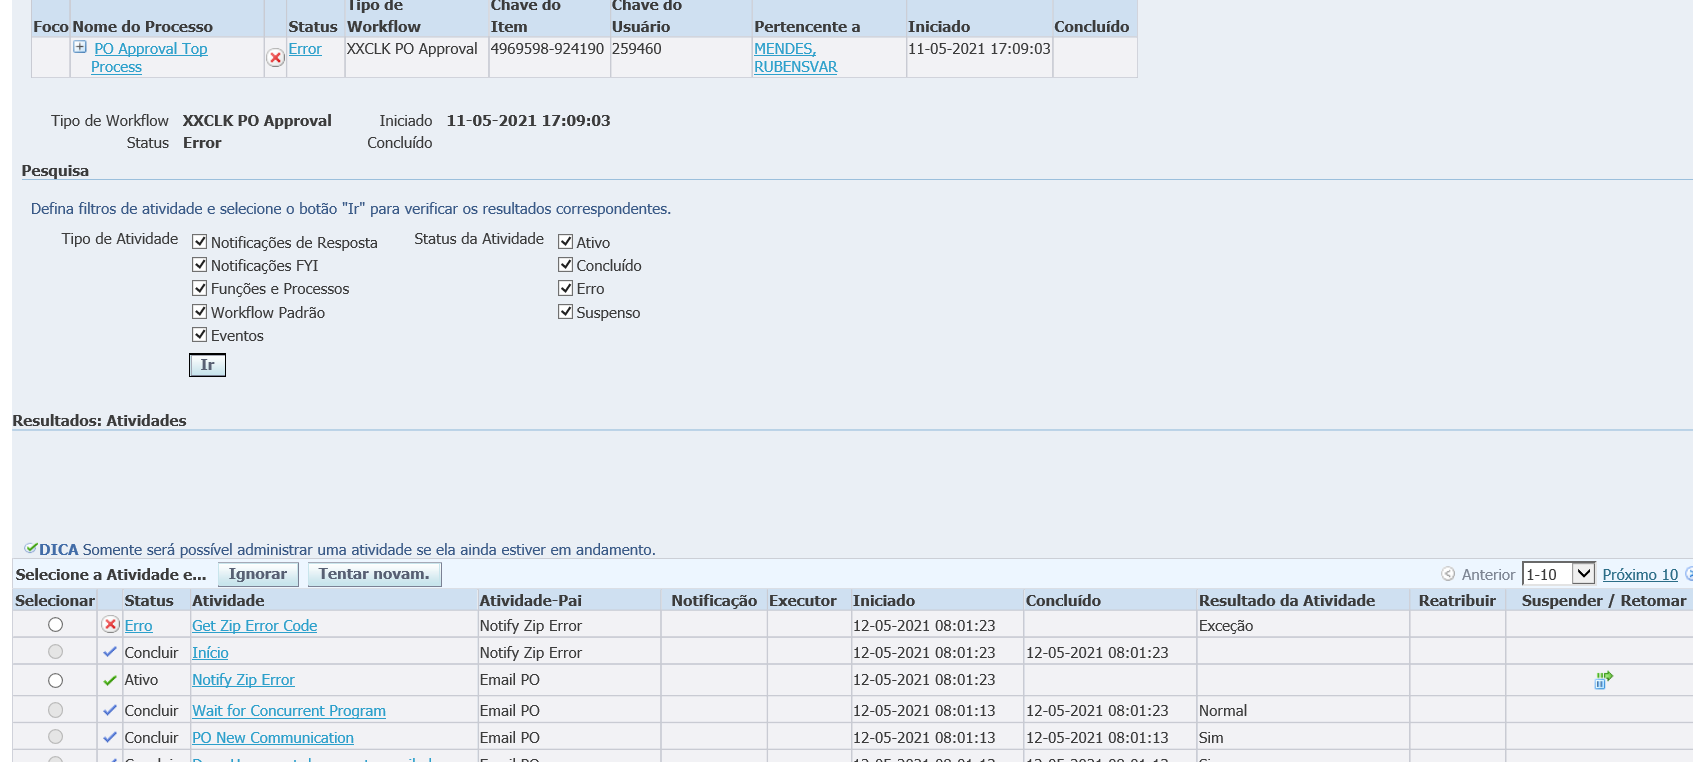 Tipo de Chave do Chave do
Foco Nome do Processo Status Workflow Item Usuário Pertencente a Iniciado Concluído
PO Approval Top Error XXCLK PO Approval 4969598-924190 259460 MENDES, 11-05-2021 17:09:03
Process RUBENSVAR
Tipo de Workflow XXCLK PO Approval Iniciado 11-05-2021 17:09:03
Status Error Concluído
Pesquisa
Defina filtros de atividade e selecione o botão "Ir" para verificar os resultados correspondentes.
Tipo de Atividade Notificações de Resposta Status da Atividade Ativo
Notificações FYI Concluído
Funções e Processos Erro
Workflow Padrão Suspenso
Eventos
Ir
Resultados: Atividades
DICA Somente será possível administrar uma atividade se ela ainda estiver em andamento.
Selecione a Atividade e... Ignorar Tentar novam. Anterior 1-10 Próximo 10
Selecionar Status Atividade Atividade-Pai Notificação Executor Iniciado Concluído Resultado da Atividade Reatribuir Suspender / Retomar
Erro Get Zip Error Code Notify Zip Error 12-05-2021 08:01:23 Exceção
Concluir Início Notify Zip Error 12-05-2021 08:01:23 12-05-2021 08:01:23
Ativo Notify Zip Error Email PO 12-05-2021 08:01:23
Concluir Wait for Concurrent Program Email PO 12-05-2021 08:01:13 12-05-2021 08:01:23 Normal
Concluir PO New Communication Email PO 12-05-2021 08:01:13 12-05-2021 08:01:13 Sim